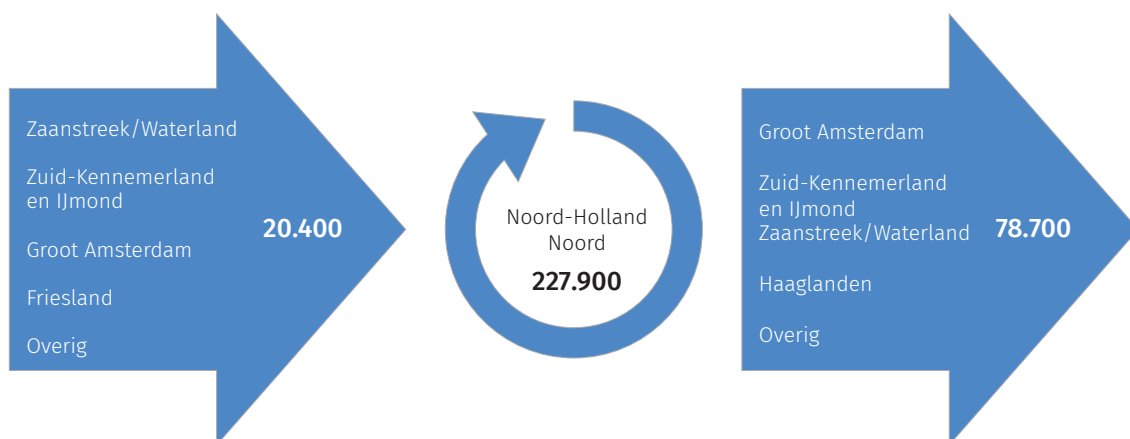 Zaanstreek/Waterland
Zuid-Kennemerland
en IJmond
Groot Amsterdam
Friesland
Overig
20.400
Noord-Holland
Noord
227.900
Groot Amsterdam
Zuid-Kennemerland
en IJmond
Zaanstreek/Waterland
Haaglanden
Overig
78.700